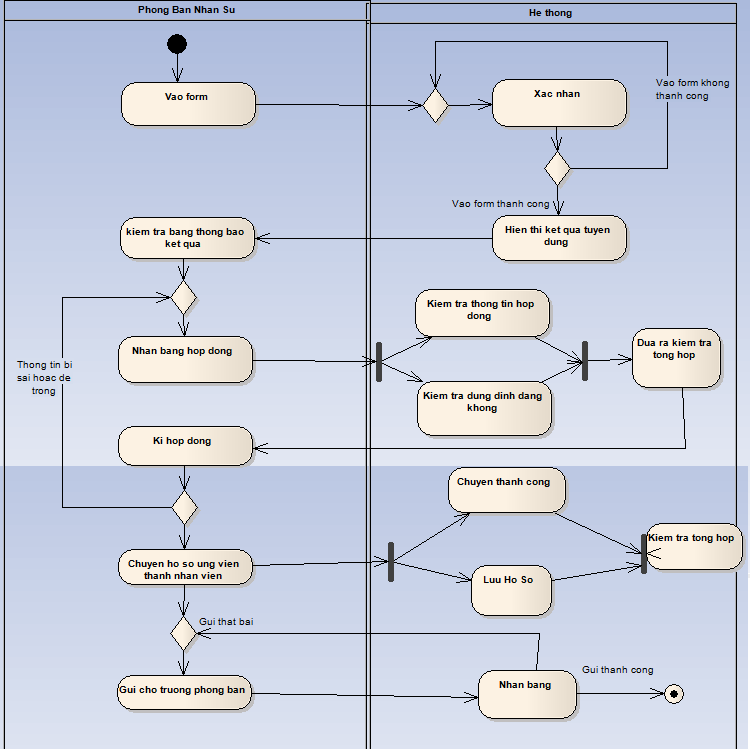 Phong Ban Nhan Su
He thong
Vao form
Xac nhan
Vao form khong
thanh cong
Vao form thanh cong
kiem tra bang thong bao
ket qua
Hien thi ket qua tuyen
dung
Kiem tra thong tin hop
dong
Nhan bang hop dong
Dua ra kiem tra
tong hop
Thong tin bi
sai hoac de
trong
Kiem tra dung dinh dang
khong
Ki hop dong
Chuyen thanh cong
Kiem tra tong hop
Chuyen ho so ung vien
thanh nhan vien
Luu Ho So
Gui that bai
Gui thanh cong
Gui cho truong phong ban
Nhan bang